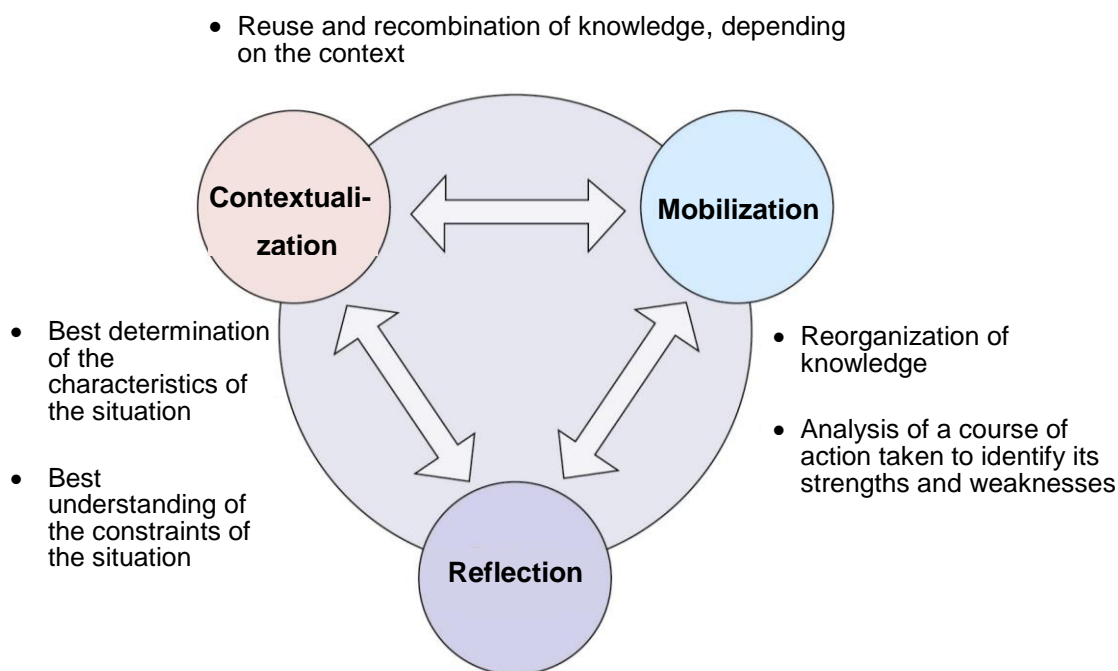 • Reuse and recombination of knowledge, depending
on the context
Contextuali-
zation
Mobilization
• Best determination
of the
characteristics of
the situation
• Best
understanding of
the constraints of
the situation
• Reorganization of
knowledge
• Analysis of a course of
action taken to identify its
strengths and weaknesses
Reflection